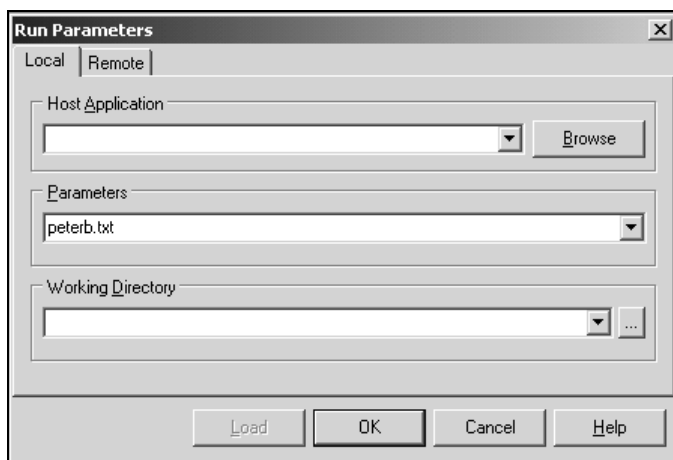 Run Parameters
Local Remote
Host Application
Browse
Parameters
peterb.txt
Working Directory
...
Load OK Cancel Help